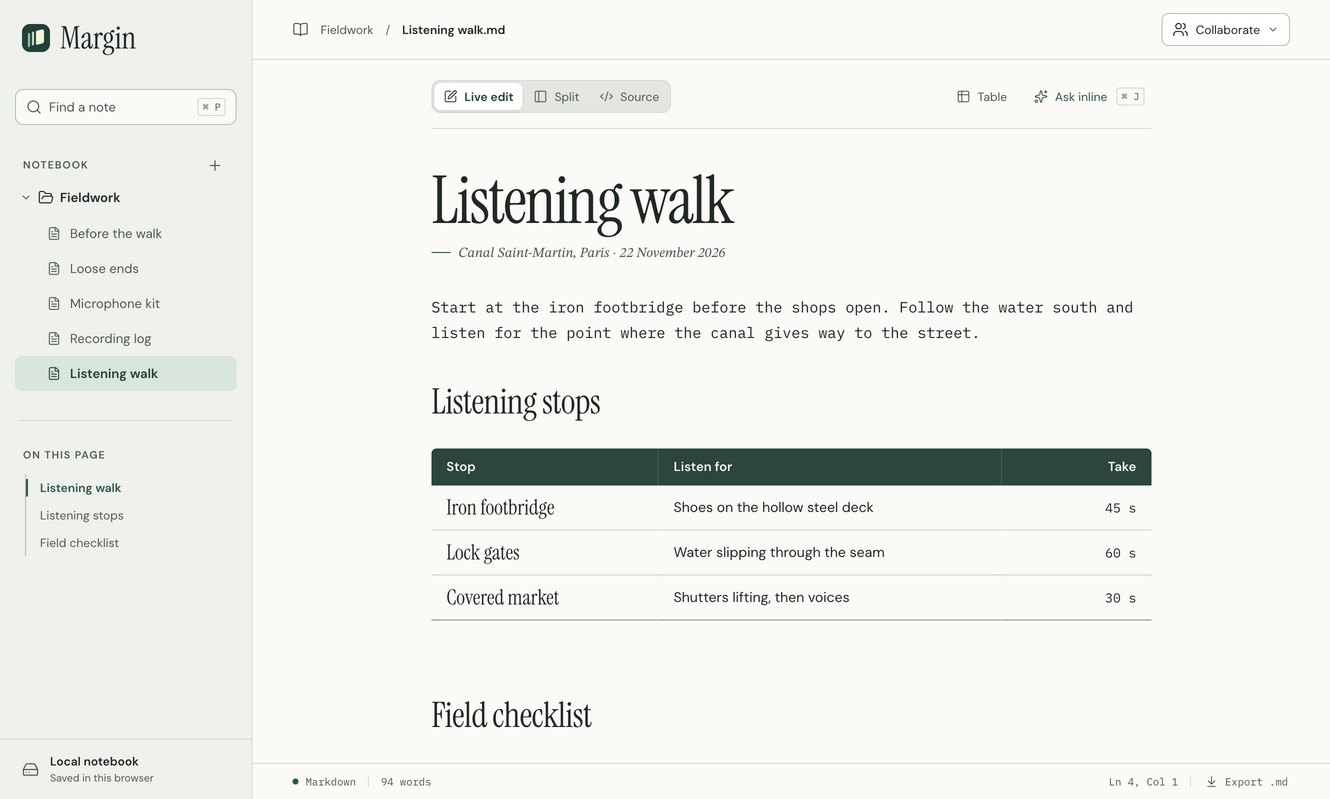 Margin
Find a note ⌘ P
NOTEBOOK
Fieldwork
Before the walk
Loose ends
Microphone kit
Recording log
Listening walk
ON THIS PAGE
Listening walk
Listening stops
Field checklist
Local notebook
Saved in this browser
Fieldwork / Listening walk.md
Collaborate
Live edit Split Source
Table Ask inline ⌘ J
Listening walk
— Canal Saint-Martin, Paris · 22 November 2026
Start at the iron footbridge before the shops open. Follow the water south and
listen for the point where the canal gives way to the street.
Listening stops
Stop Listen for Take
Iron footbridge Shoes on the hollow steel deck 45 s
Lock gates Water slipping through the seam 60 s
Covered market Shutters lifting, then voices 30 s
Field checklist
Markdown 94 words
Ln 4, Col 1 Export .md